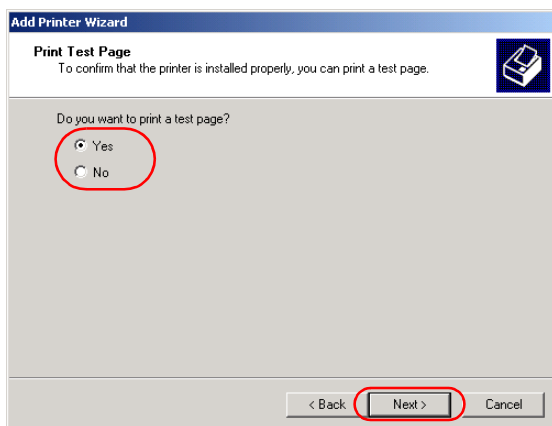 Add Printer Wizard
Print Test Page
To confirm that the printer is installed properly, you can print a test page.
Do you want to print a test page?
Yes
No
< Back
Next >
Cancel